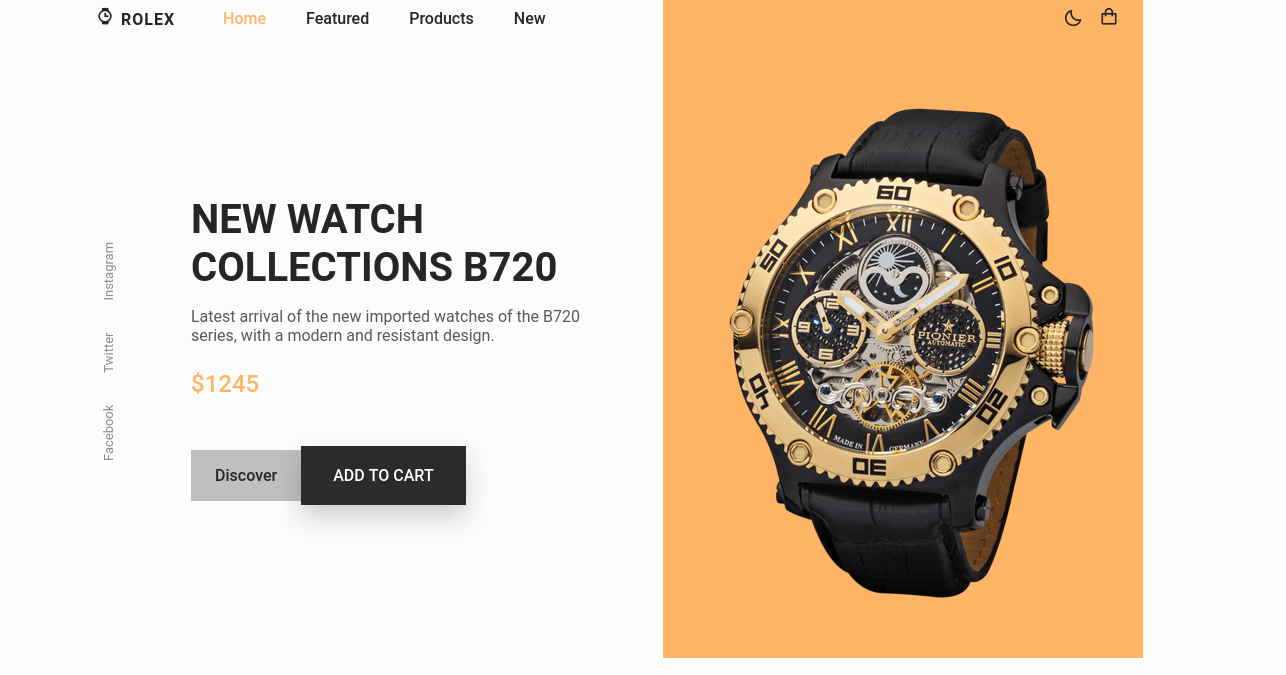 ROLEX
Home
Featured
Products
New
Instagram
Twitter
Facebook
NEW WATCH
COLLECTIONS B720
Latest arrival of the new imported watches of the B720
series, with a modern and resistant design.
$1245
Discover
ADD TO CART
60
10
20
30
40
50
XII
PIONIER
AUTOMATIC
MADE IN
GERMANY